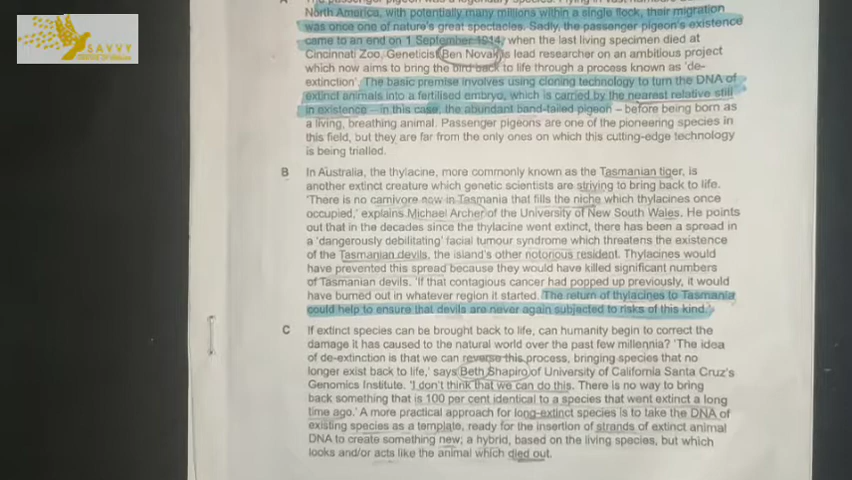 SAVVY
A The passenger pigeon was a legendary species. Flying in vast numbers across
North America, with potentially many millions within a single flock, their migration
was once one of nature's great spectacles. Sadly, the passenger pigeon's existence
came to an end on 1 September 1914, when the last living specimen died at
Cincinnati Zoo. Geneticist Ben Novak is lead researcher on an ambitious project
which now aims to bring the bird back to life through a process known as 'de-
extinction'. The basic premise involves using cloning technology to turn the DNA of
extinct animals into a fertilised embryo, which is carried by the nearest relative still
in existence – in this case, the abundant band-tailed pigeon – before being born as
a living, breathing animal. Passenger pigeons are one of the pioneering species in
this field, but they are far from the only ones on which this cutting-edge technology
is being trialled.
B In Australia, the thylacine, more commonly known as the Tasmanian tiger, is
another extinct creature which genetic scientists are striving to bring back to life.
'There is no carnivore now in Tasmania that fills the niche which thylacines once
occupied,' explains Michael Archer of the University of New South Wales. He points
out that in the decades since the thylacine went extinct, there has been a spread in
a 'dangerously debilitating' facial tumour syndrome which threatens the existence
of the Tasmanian devils, the island's other notorious resident. Thylacines would
have prevented this spread because they would have killed significant numbers
of Tasmanian devils. 'If that contagious cancer had popped up previously, it would
have burned out in whatever region it started. The return of thylacines to Tasmania
could help to ensure that devils are never again subjected to risks of this kind.'
C If extinct species can be brought back to life, can humanity begin to correct the
damage it has caused to the natural world over the past few millennia? 'The idea
of de-extinction is that we can reverse this process, bringing species that no
longer exist back to life,' says Beth Shapiro of University of California Santa Cruz's
Genomics Institute. 'I don't think that we can do this. There is no way to bring
back something that is 100 per cent identical to a species that went extinct a long
time ago.' A more practical approach for long-extinct species is to take the DNA of
existing species as a template, ready for the insertion of strands of extinct animal
DNA to create something new; a hybrid, based on the living species, but which
looks and/or acts like the animal which died out.